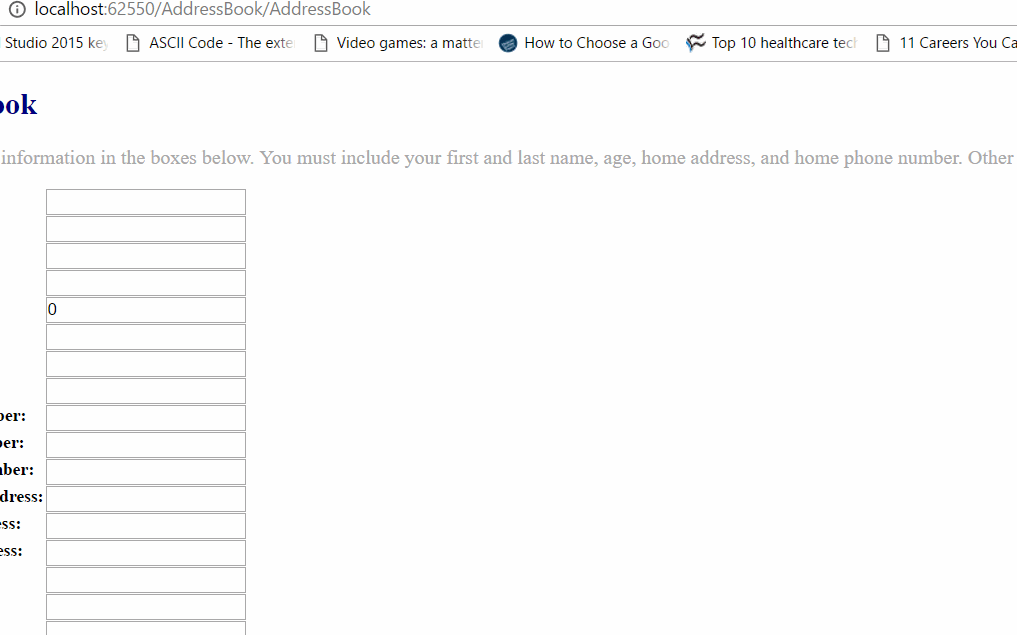 localhost:62550/AddressBook/AddressBook
Studio 2015 key ASCII Code - The exte Video games: a matte How to Choose a Goo Top 10 healthcare tech 11 Careers You Ca
ook
information in the boxes below. You must include your first and last name, age, home address, and home phone number. Other
0
ber:
ber:
mber:
dress:
ess:
ess: